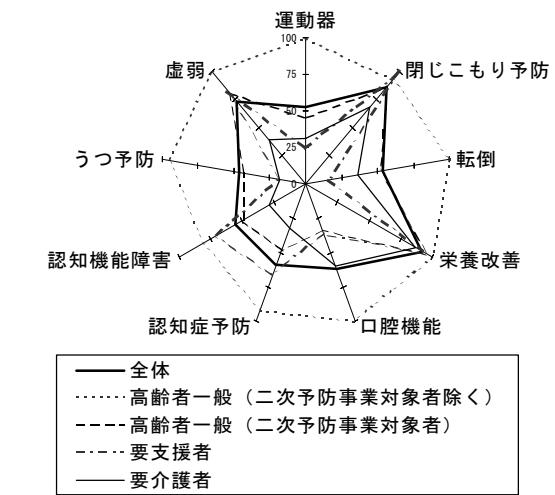 運動器
100
虚弱
閉じこもり予防
75
50
25
うつ予防
転倒
0
認知機能障害
栄養改善
認知症予防
口腔機能
全体
高齢者一般（二次予防事業対象者除く）
高齢者一般（二次予防事業対象者）
要支援者
要介護者